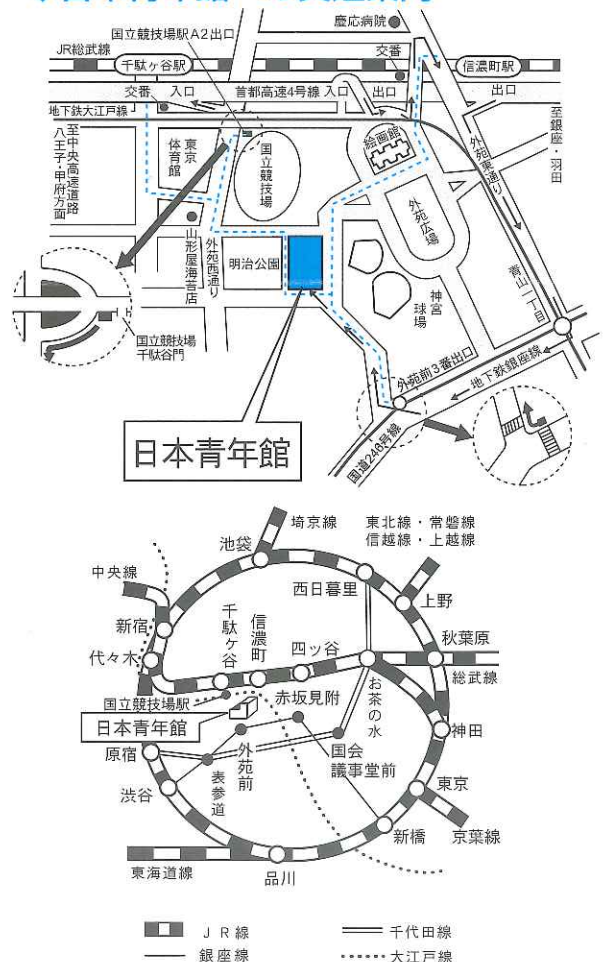 慶応病院
国立競技場駅A2出口
JR総武線
千駄ヶ谷駅
交番
信濃町駅
交番
入口
首都高速4号線
入口
出口
出口
地下鉄大江戸線
至中央高速道路
八王子・甲府方面
東京
体育館
国立競技場
絵画館
外苑東通り
至銀座・羽田
外苑広場
山形屋海苔店
外苑西通り
明治公園
神宮
球場
青山一丁目
国立競技場
千駄谷門
外苑前3番出口
地下鉄銀座線
国道246号線
日本青年館
埼京線
東北線・常磐線
信越線・上越線
池袋
中央線
西日暮里
上野
新宿
千駄ヶ谷
信濃町
四ッ谷
秋葉原
代々木
総武線
国立競技場駅
赤坂見附
お茶の水
日本青年館
神田
原宿
外苑前
国会
議事堂前
表参道
東京
渋谷
新橋
京葉線
東海道線
品川
JR線
千代田線
銀座線
大江戸線